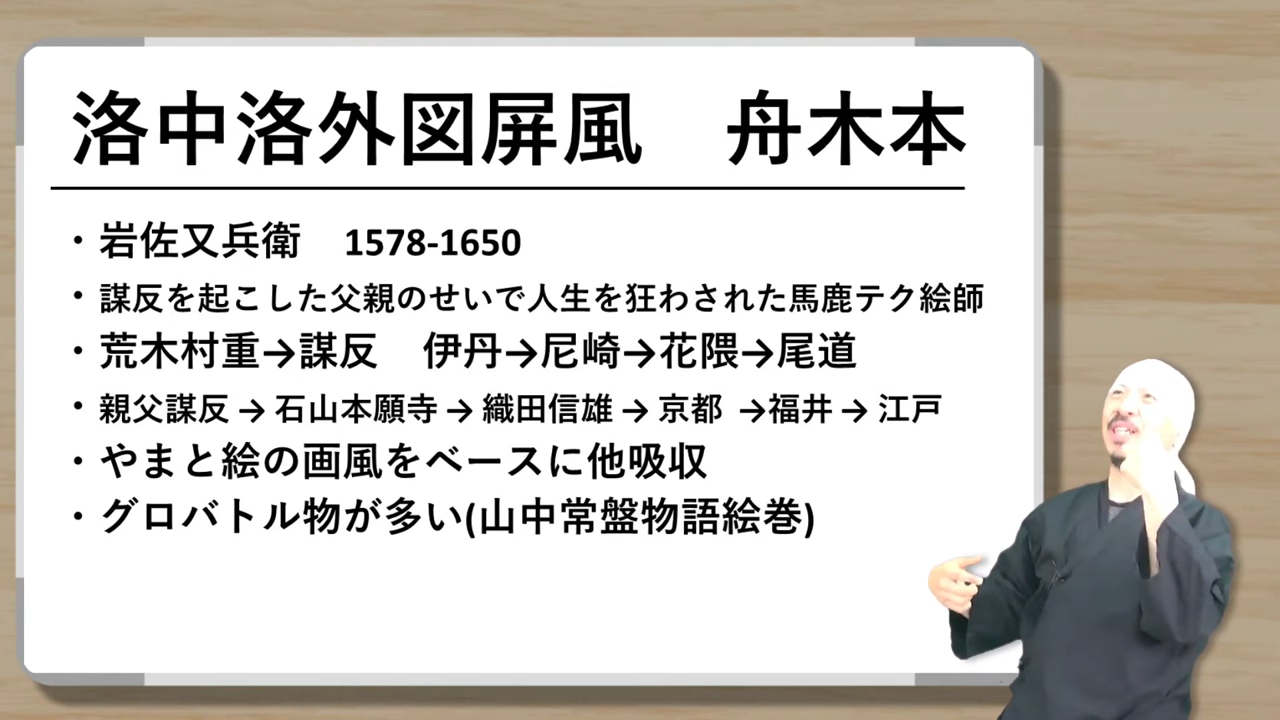 洛中洛外図屏風　舟木本
・岩佐又兵衛　1578-1650
・謀反を起こした父親のせいで人生を狂わされた馬鹿テク絵師
・荒木村重→謀反　伊丹→尼崎→花隈→尾道
・親父謀反 → 石山本願寺 → 織田信雄 → 京都 →福井 → 江戸
・やまと絵の画風をベースに他吸収
・グロバトル物が多い(山中常盤物語絵巻)